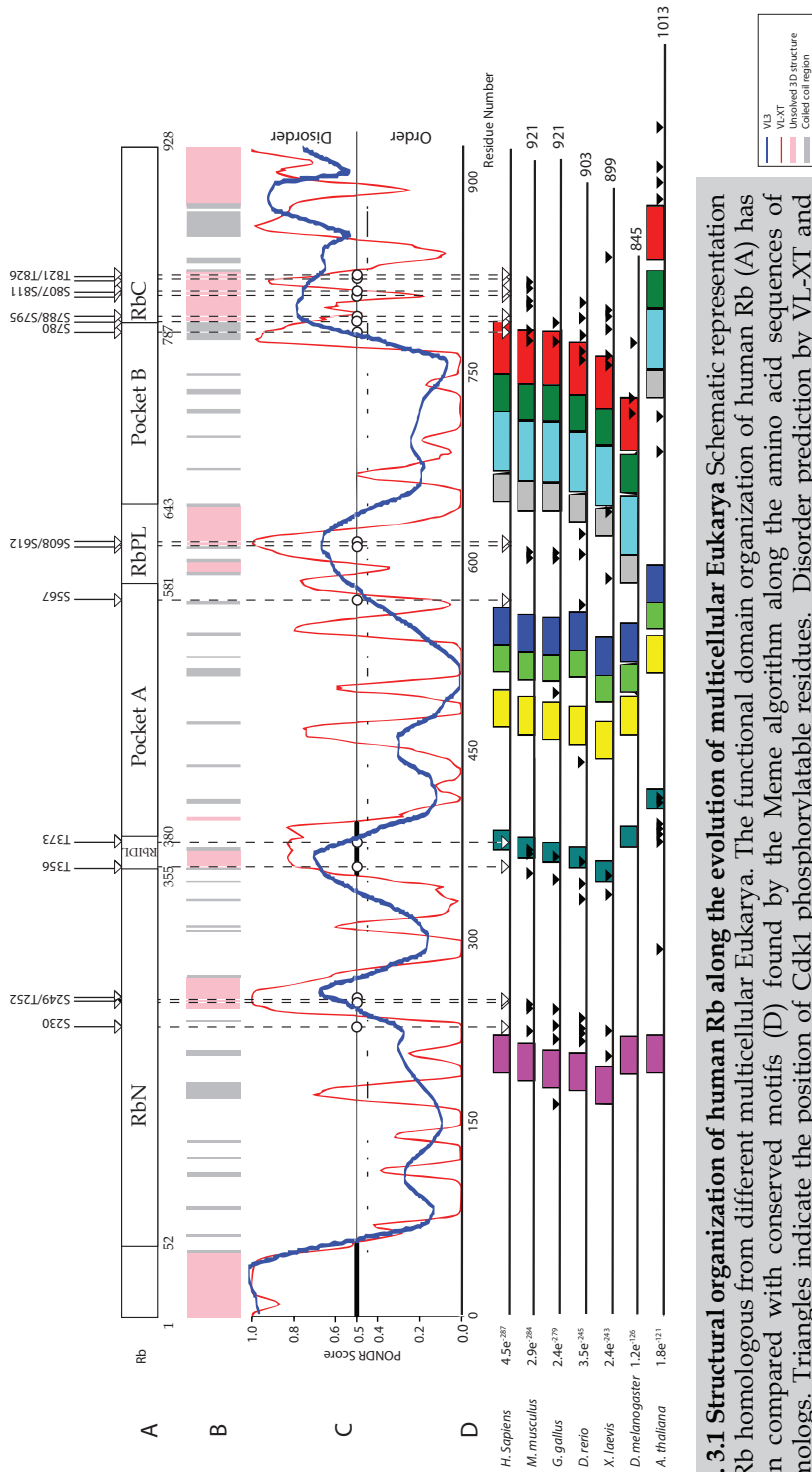 A
Rb
RbN
RbIDL
Pocket A
RbPL
Pocket B
RbC
S230
S249/T252
T356
T373
S567
S608/S612
S780
S788/S795
S807/S811
T821/T826
1
52
355
380
581
643
787
928
B
C
PONDR Score
1.0
0.8
0.6
0.5
0.4
0.2
0.0
Disorder
Order
0
150
300
450
600
750
900
Residue Number
D
H. Sapiens 4.5e-287
M. musculus 2.9e-284 921
G. gallus 2.4e-279 921
D. rerio 3.5e-245 903
X. laevis 2.4e-243 899
D. melanogaster 1.2e-126 845
A. thaliana 1.8e-121 1013
VL3
VL-XT
Unsolved 3D structure
Coiled coil region
. 3.1 Structural organization of human Rb along the evolution of multicellular Eukarya Schematic representation
Rb homologous from different multicellular Eukarya. The functional domain organization of human Rb (A) has
n compared with conserved motifs (D) found by the Meme algorithm along the amino acid sequences of
mologs. Triangles indicate the position of Cdk1 phosphorylatable residues. Disorder prediction by VL-XT and